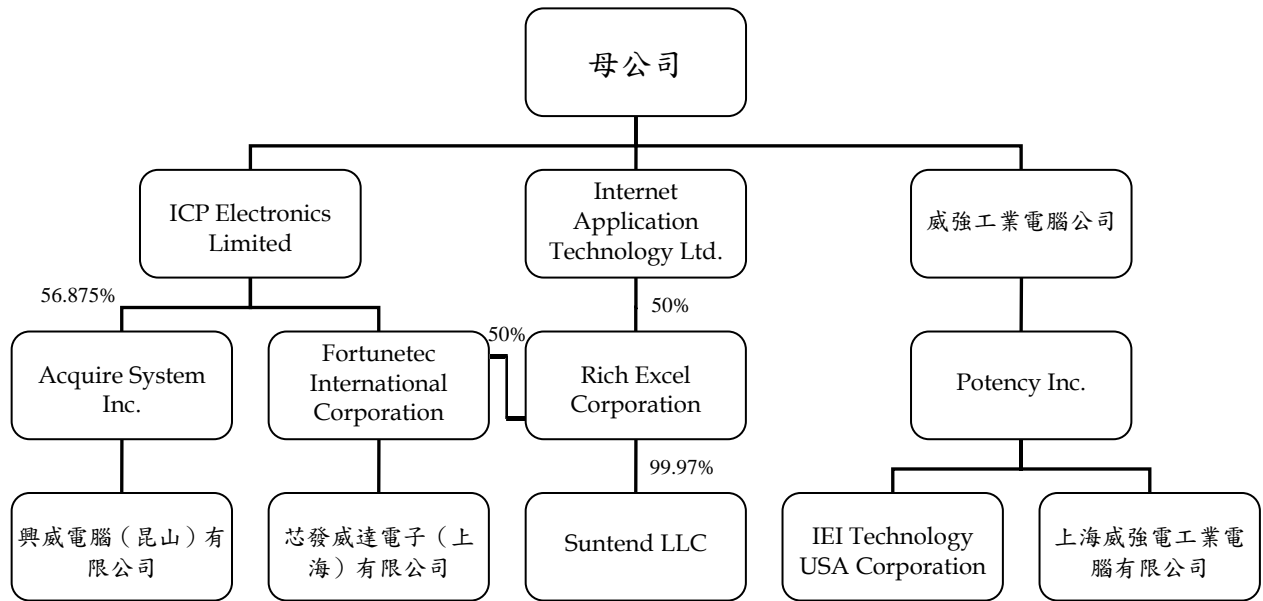 母公司
ICP Electronics
Limited
Internet
Application
Technology Ltd.
威強工業電腦公司
56.875%
50%
50%
Acquire System
Inc.
Fortunetec
International
Corporation
Rich Excel
Corporation
Potency Inc.
99.97%
興威電腦（昆山）有
限公司
芯發威達電子（上
海）有限公司
Suntend LLC
IEI Technology
USA Corporation
上海威強電工業電
腦有限公司